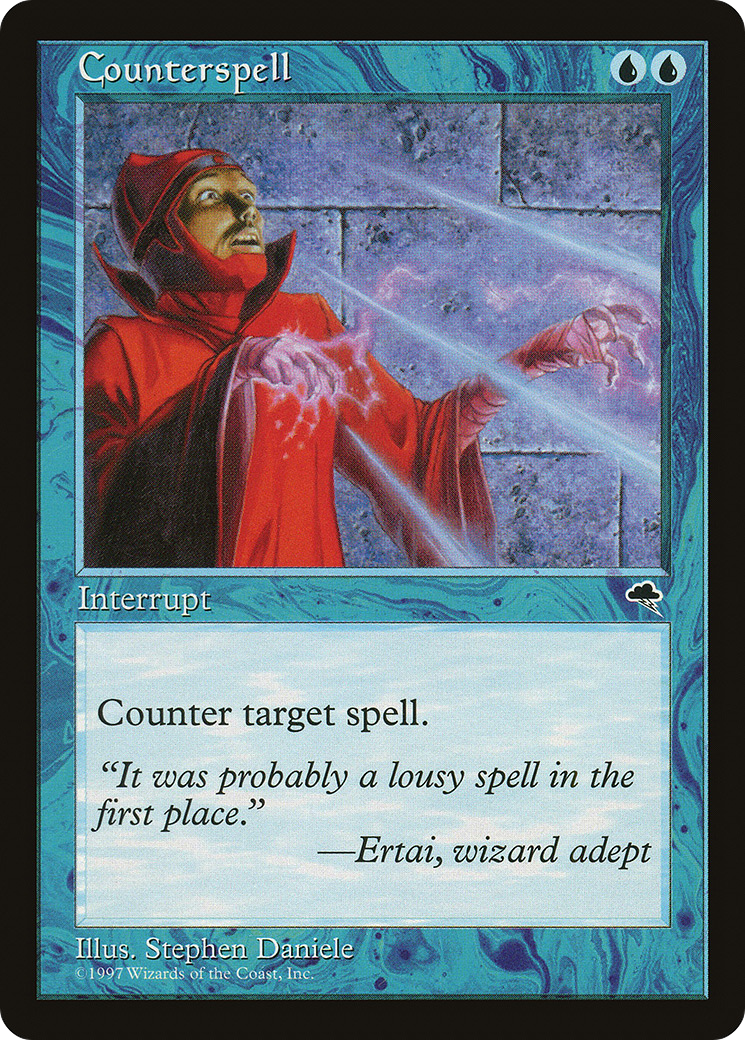 Counterspell
Interrupt
Counter target spell.
“It was probably a lousy spell in the
first place.”
—Ertai, wizard adept
Illus. Stephen Daniele
©1997 Wizards of the Coast, Inc.